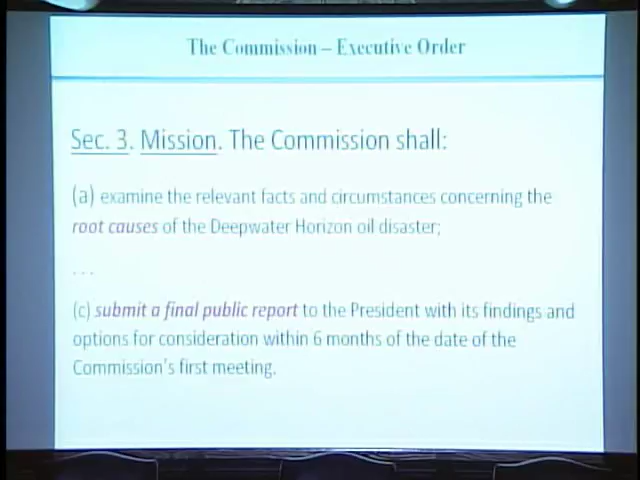 The Commission – Executive Order
Sec. 3. Mission. The Commission shall:
(a) examine the relevant facts and circumstances concerning the
root causes of the Deepwater Horizon oil disaster;
...
(c) submit a final public report to the President with its findings and
options for consideration within 6 months of the date of the
Commission's first meeting.